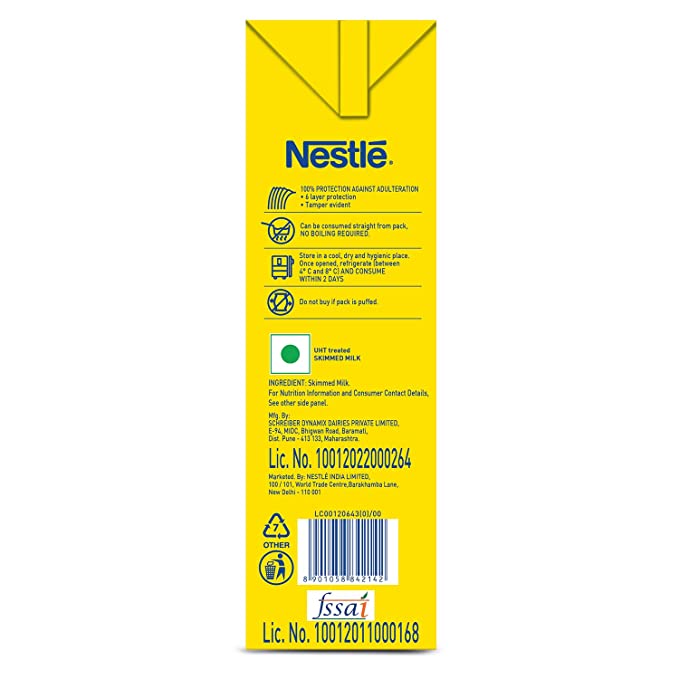 Nestlé®
100% PROTECTION AGAINST ADULTERATION
• 6 layer protection
• Tamper evident
Can be consumed straight from pack,
NO BOILING REQUIRED.
Store in a cool, dry and hygienic place.
Once opened, refrigerate (between
4° C and 8° C) AND CONSUME
WITHIN 2 DAYS
Do not buy if pack is puffed.
UHT treated
SKIMMED MILK
INGREDIENT: Skimmed Milk.
For Nutrition Information and Consumer Contact Details,
See other side panel.
Mfg. By:
SCHREIBER DYNAMIX DAIRIES PRIVATE LIMITED,
E-94, MIDC, Bhigwan Road, Baramati,
Dist. Pune - 413 133, Maharashtra.
Lic. No. 10012022000264
Marketed. By: NESTLÉ INDIA LIMITED,
100 / 101, World Trade Centre,Barakhamba Lane,
New Delhi - 110 001
LC00120643(0)/00
7
OTHER
8 901058 842142
fssai
Lic. No. 10012011000168